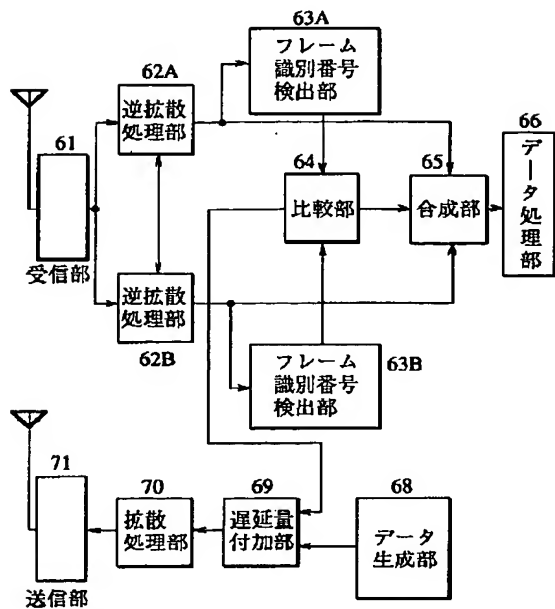 63A
フレーム
識別番号
検出部
62A
逆拡散
処理部
61
受信部
64
比較部
65
合成部
66
データ処理部
逆拡散
処理部
62B
フレーム
識別番号
検出部
63B
71
送信部
70
拡散
処理部
69
遅延量
付加部
68
データ
生成部